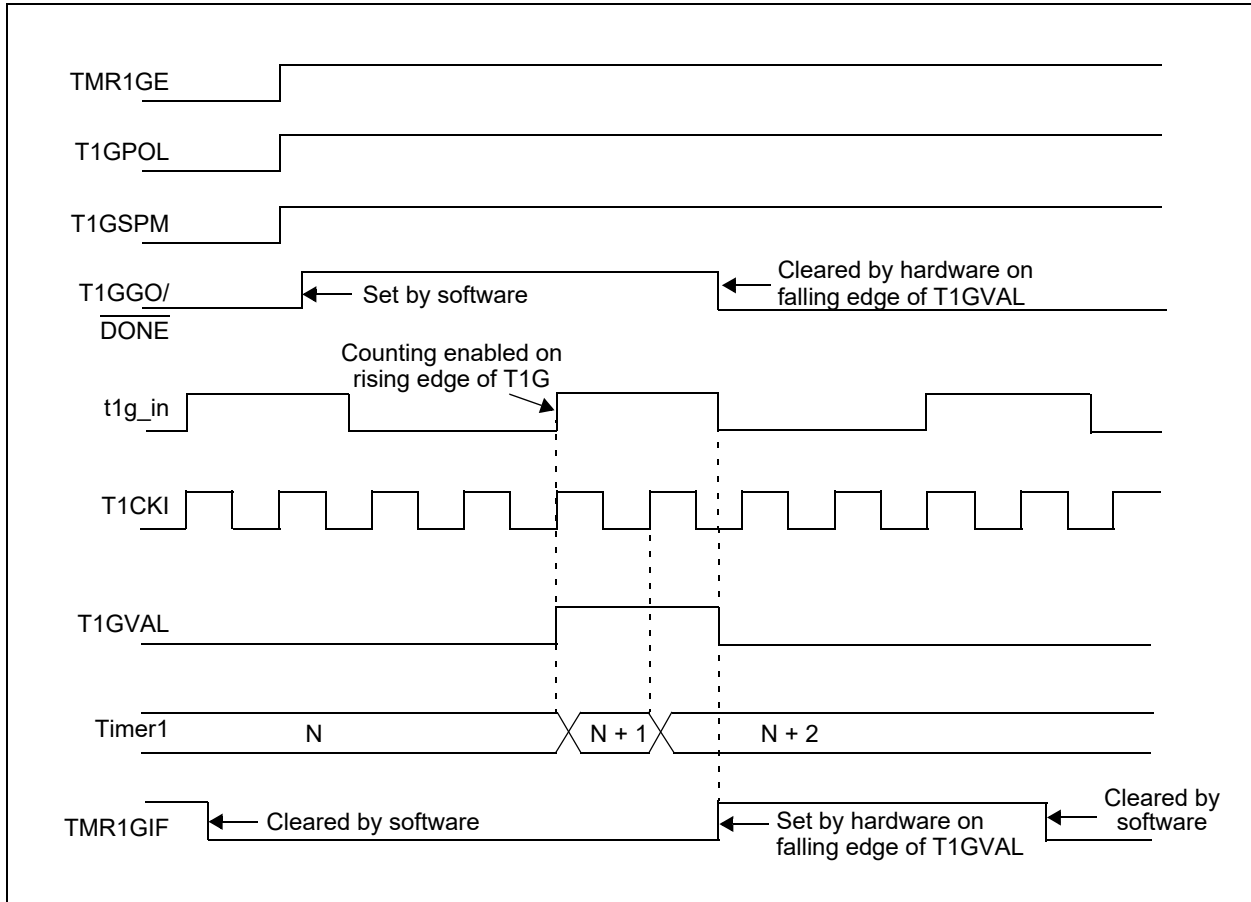 TMR1GE
T1GPOL
T1GSPM
T1GGO/
DONE
Set by software
Cleared by hardware on
falling edge of T1GVAL
Counting enabled on
rising edge of T1G
t1g_in
T1CKI
T1GVAL
Timer1
N
N + 1
N + 2
TMR1GIF
Cleared by software
Set by hardware on
falling edge of T1GVAL
Cleared by
software